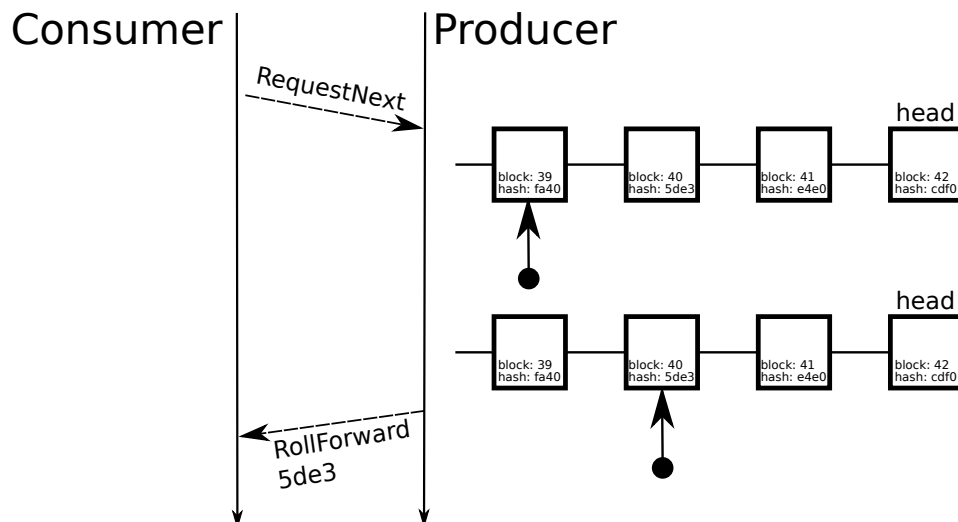 Consumer
Producer
RequestNext
head
block: 39
hash: fa40
block: 40
hash: 5de3
block: 41
hash: e4e0
block: 42
hash: cdf0
head
block: 39
hash: fa40
block: 40
hash: 5de3
block: 41
hash: e4e0
block: 42
hash: cdf0
RollForward
5de3